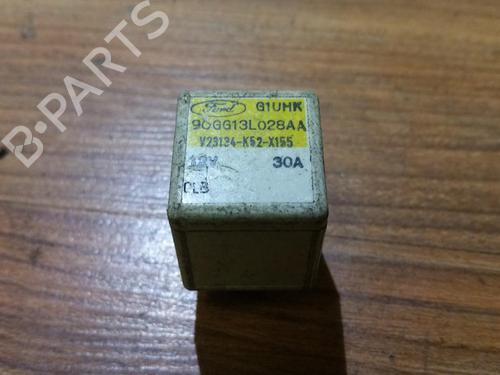 Ford G1UHK
90GG13L028AA
V23134-K52-X155
12V 30A
CLB
B-PARTS